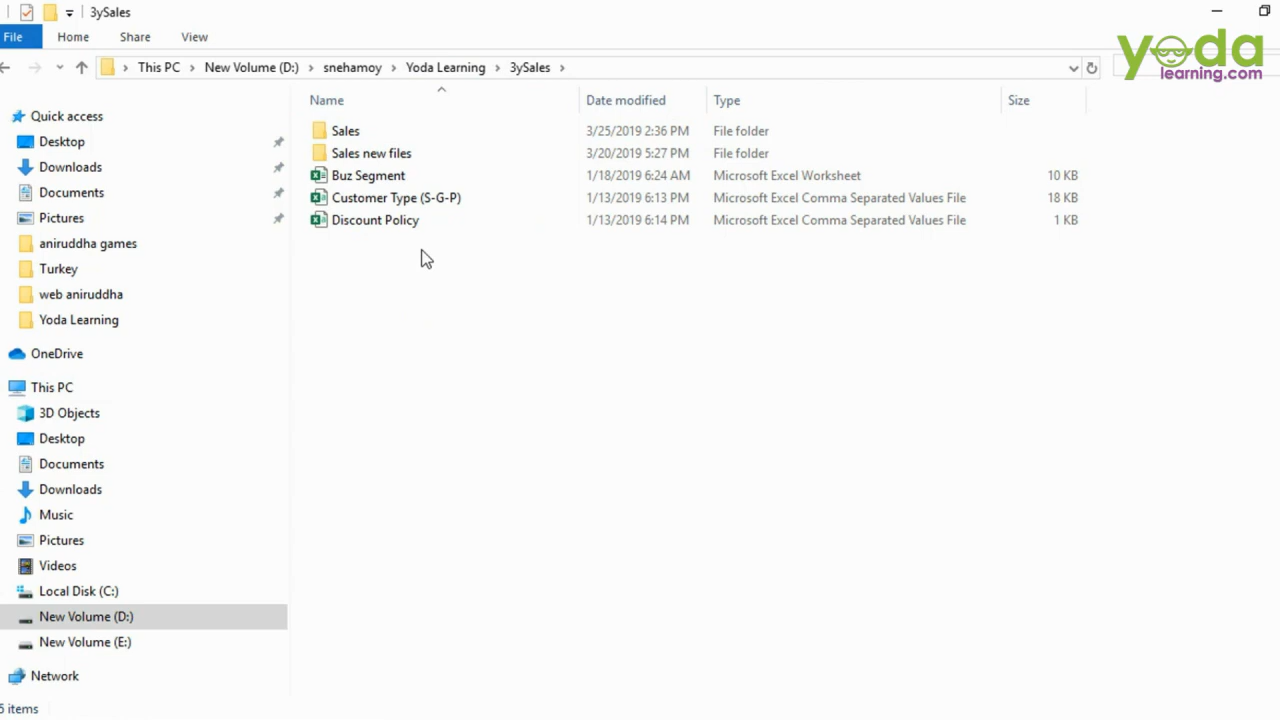 3ySales
File Home Share View
This PC New Volume (D:) snehamoy Yoda Learning 3ySales
yoda
learning.com
Name Date modified Type Size
Sales 3/25/2019 2:36 PM File folder
Sales new files 3/20/2019 5:27 PM File folder
Buz Segment 1/18/2019 6:24 AM Microsoft Excel Worksheet 10 KB
Customer Type (S-G-P) 1/13/2019 6:13 PM Microsoft Excel Comma Separated Values File 18 KB
Discount Policy 1/13/2019 6:14 PM Microsoft Excel Comma Separated Values File 1 KB
Quick access
Desktop
Downloads
Documents
Pictures
aniruddha games
Turkey
web aniruddha
Yoda Learning
OneDrive
This PC
3D Objects
Desktop
Documents
Downloads
Music
Pictures
Videos
Local Disk (C:)
New Volume (D:)
New Volume (E:)
Network
5 items